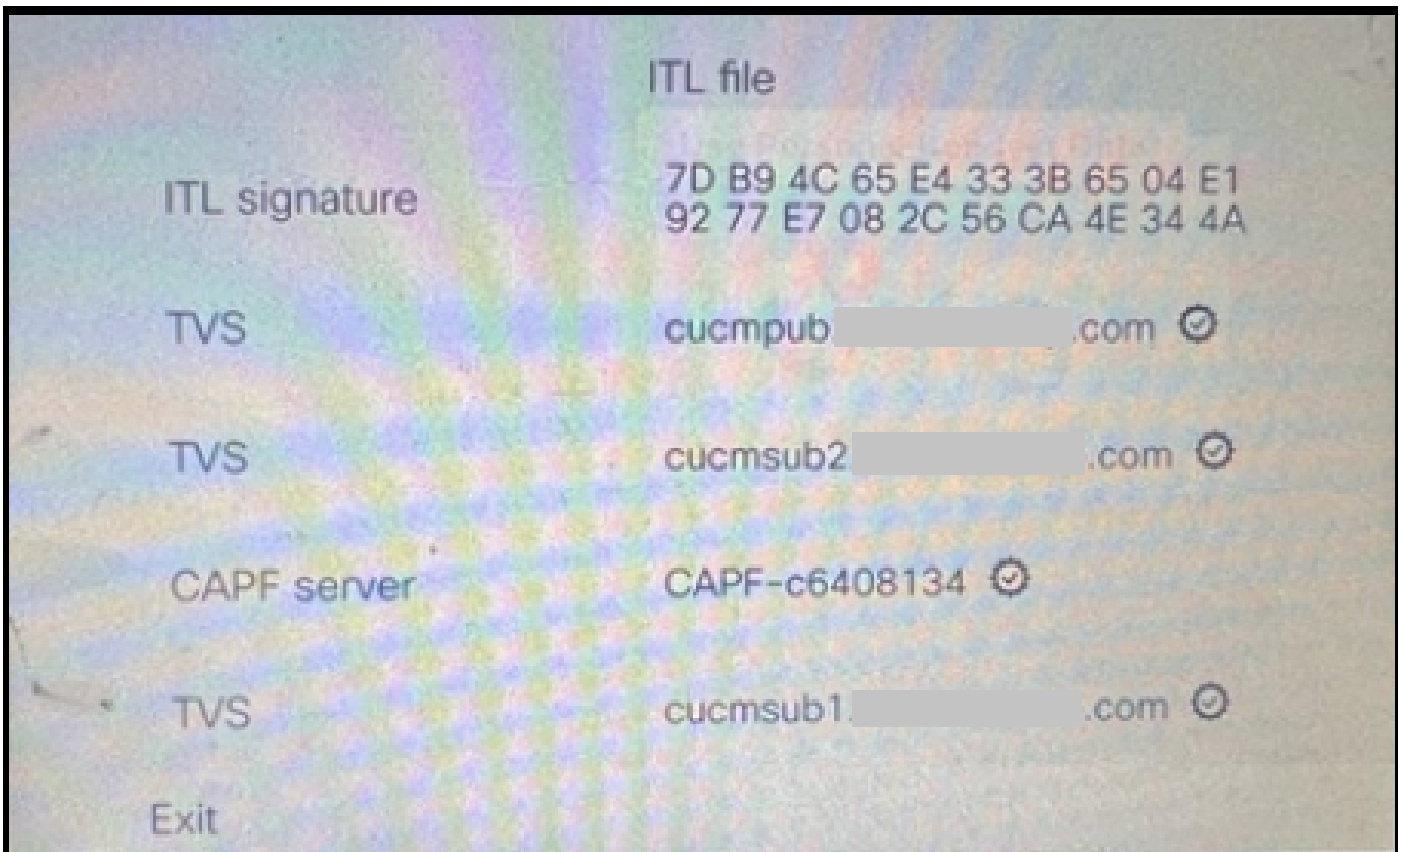 ITL file
ITL signature 7D B9 4C 65 E4 33 3B 65 04 E1
92 77 E7 08 2C 56 CA 4E 34 4A
TVS cucmpub .com
TVS cucmsub2 .com
CAPF server CAPF-c6408134
TVS cucmsub1. .com
Exit